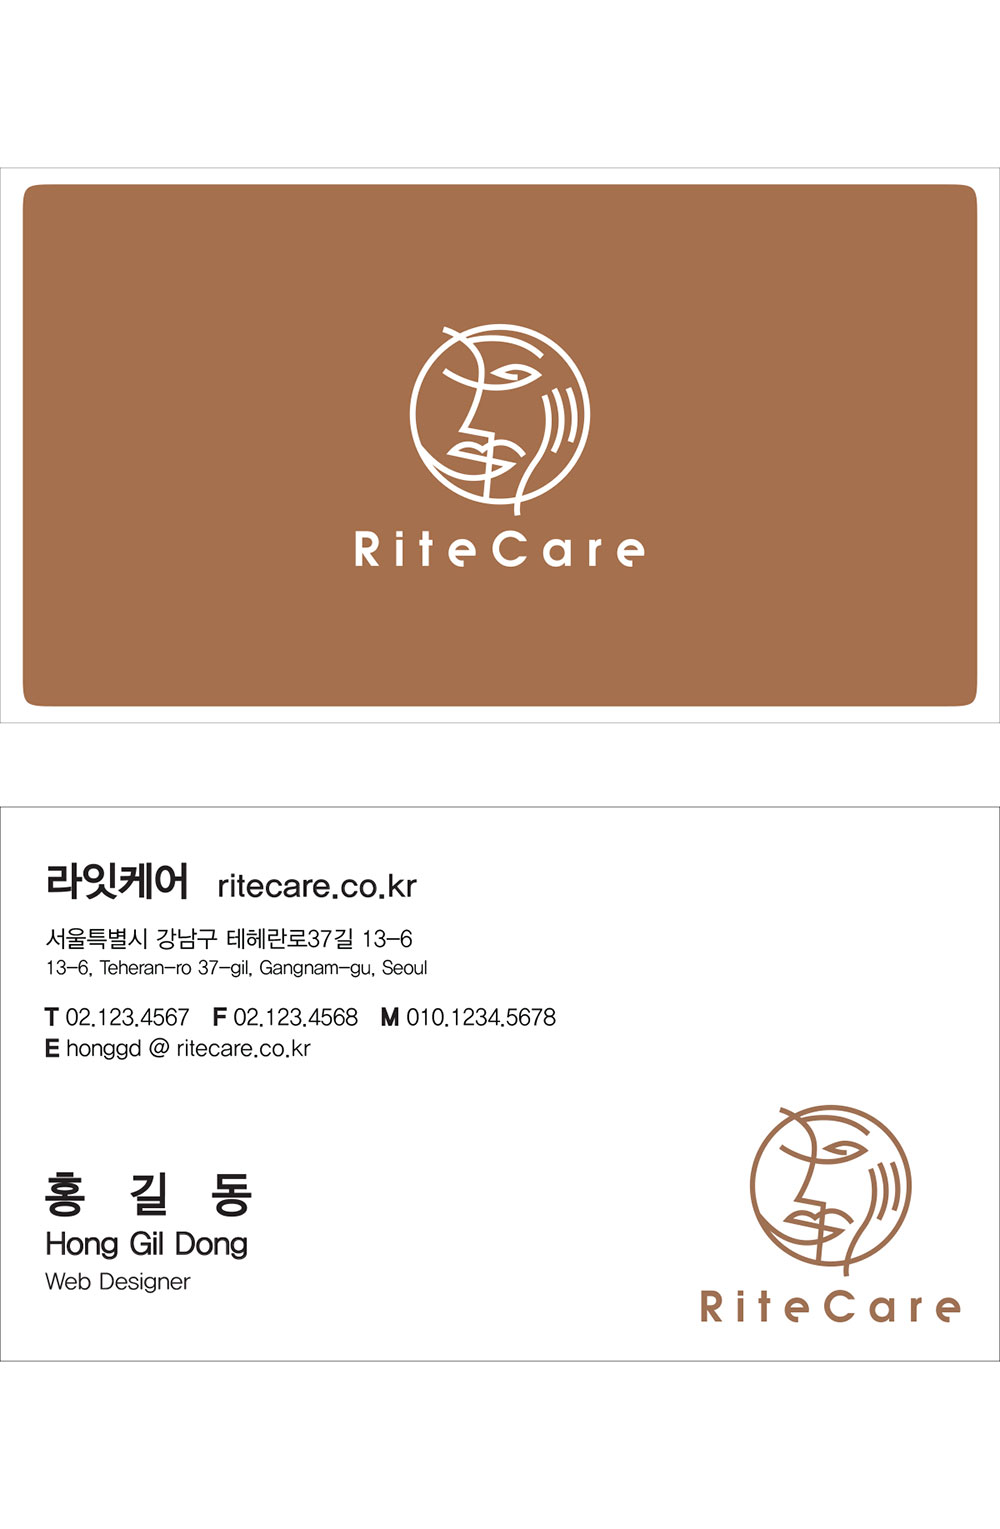 RiteCare
라잇케어 ritecare.co.kr
서울특별시 강남구 테헤란로37길 13-6
13-6, Teheran-ro 37-gil, Gangnam-gu, Seoul
T 02.123.4567 F 02.123.4568 M 010.1234.5678
E honggd @ ritecare.co.kr
홍 길 동
Hong Gil Dong
Web Designer
RiteCare